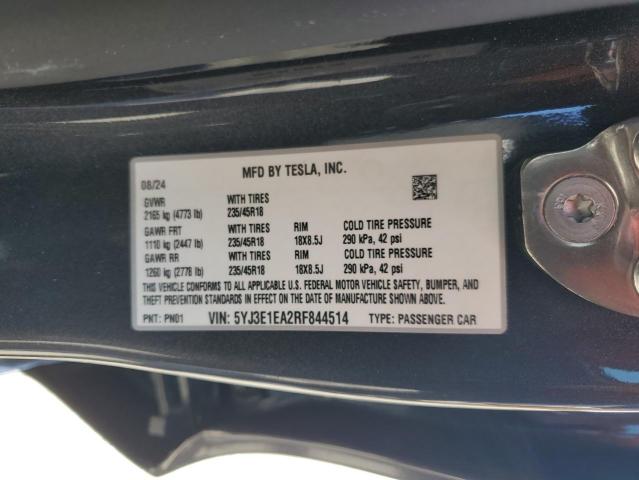 MFD BY TESLA, INC.
08/24
GVWR WITH TIRES
2165 kg (4773 lb) 235/45R18
GAWR FRT WITH TIRES RIM COLD TIRE PRESSURE
1110 kg (2447 lb) 235/45R18 18X8.5J 290 kPa, 42 psi
GAWR RR WITH TIRES RIM COLD TIRE PRESSURE
1260 kg (2778 lb) 235/45R18 18X8.5J 290 kPa, 42 psi
THIS VEHICLE CONFORMS TO ALL APPLICABLE U.S. FEDERAL MOTOR VEHICLE SAFETY, BUMPER, AND
THEFT PREVENTION STANDARDS IN EFFECT ON THE DATE OF MANUFACTURE SHOWN ABOVE.
PNT: PN01 VIN: 5YJ3E1EA2RF844514 TYPE: PASSENGER CAR